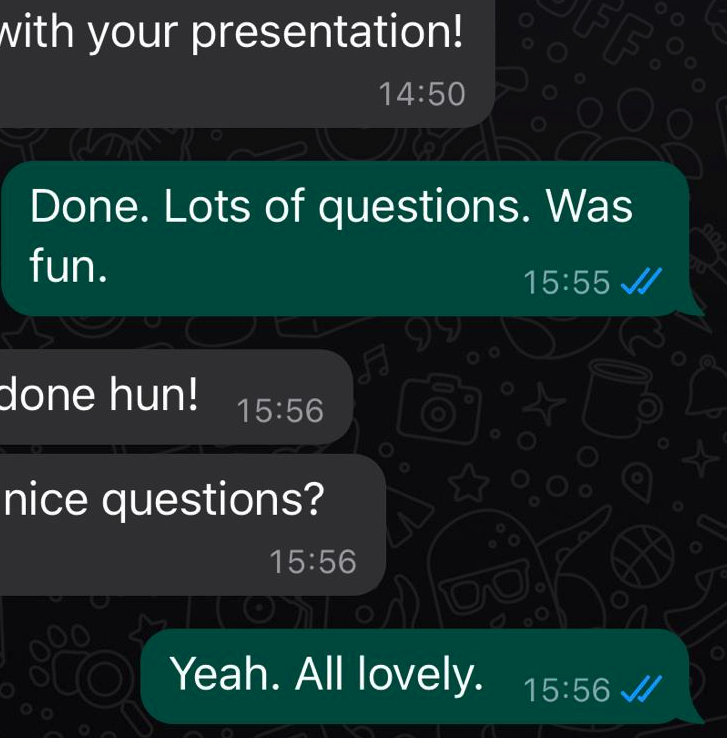 with your presentation!
14:50
Done. Lots of questions. Was
fun.
15:55
done hun!
15:56
nice questions?
15:56
Yeah. All lovely.
15:56